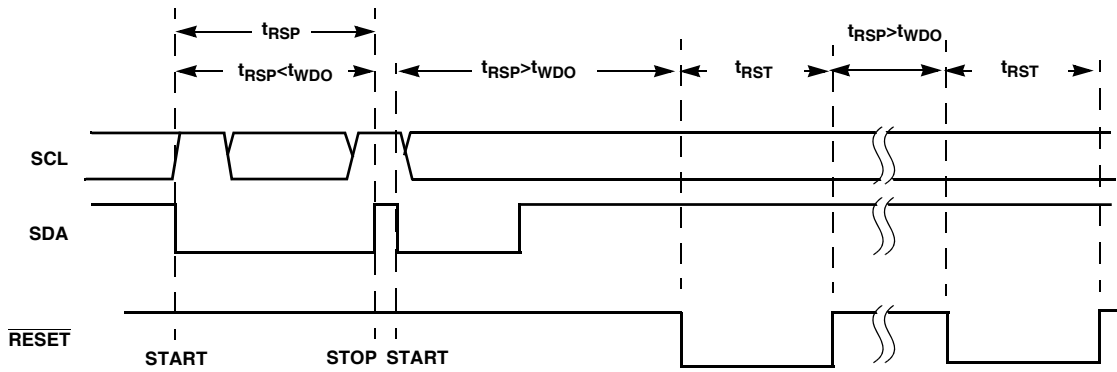 tRSP
tRSP<tWDO
tRSP>tWDO
tRST
tRSP>tWDO
tRST
SCL
SDA
RESET
START
STOP
START